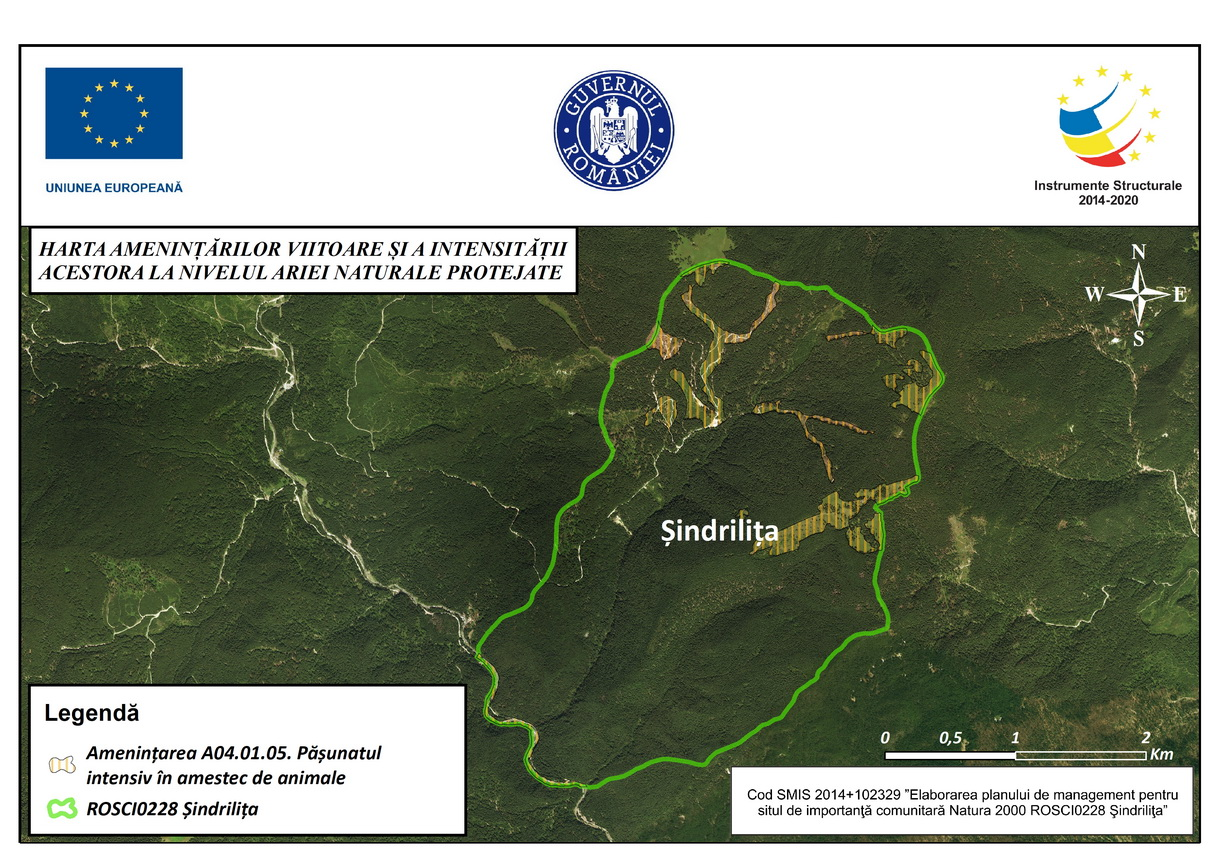 UNIUNEA EUROPEANĂ
GUVERNUL
ROMÂNIEI
Instrumente Structurale
2014-2020
HARTA AMENINȚĂRILOR VIITOARE ȘI A INTENSITĂȚII
ACESTORA LA NIVELUL ARIEI NATURALE PROTEJATE
N
W E
S
Șindrilița
Legendă
Amenințarea A04.01.05. Pășunatul
intensiv în amestec de animale
ROSCI0228 Șindrilița
0 0,5 1 2
Km
Cod SMIS 2014+102329 ”Elaborarea planului de management pentru
situl de importanţă comunitară Natura 2000 ROSCI0228 Şindriliţa”